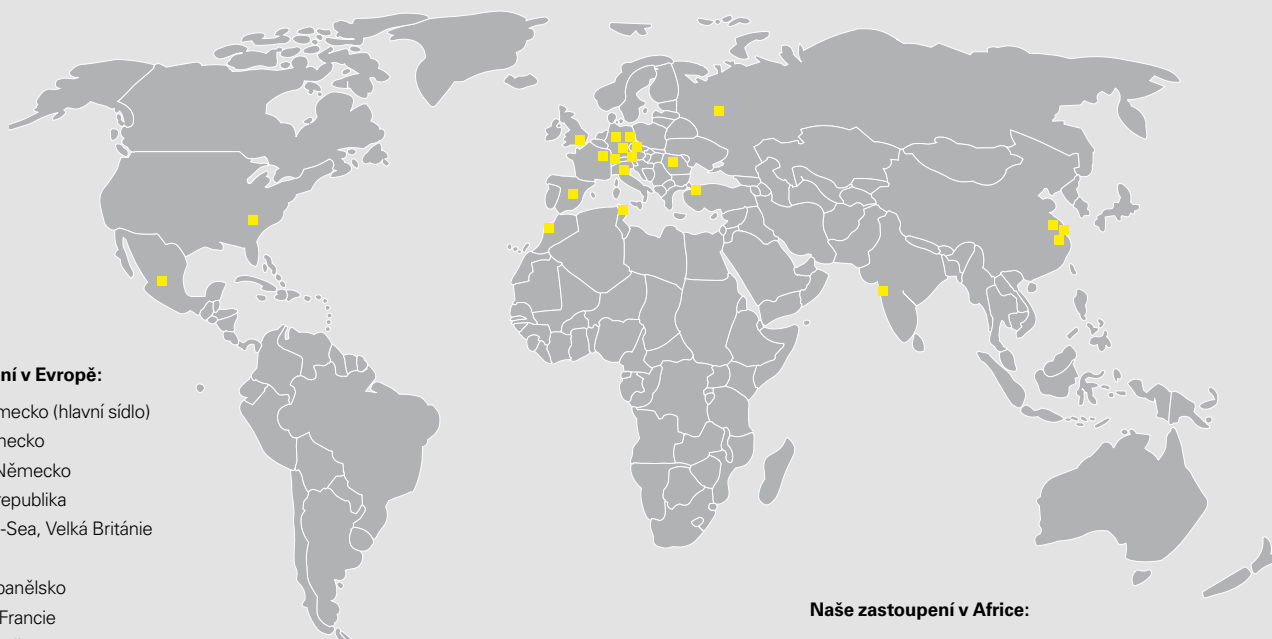 ní v Evropě:
mecko (hlavní sídlo)
necko
Německo
republika
-Sea, Velká Británie
panělsko
Francie
Naše zastoupení v Africe: